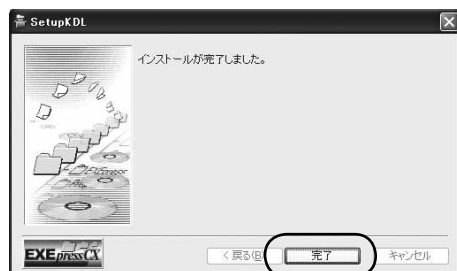 SetupKDL
インストールが完了しました。
EXEpressCX
< 戻る(B)
完了
キャンセル